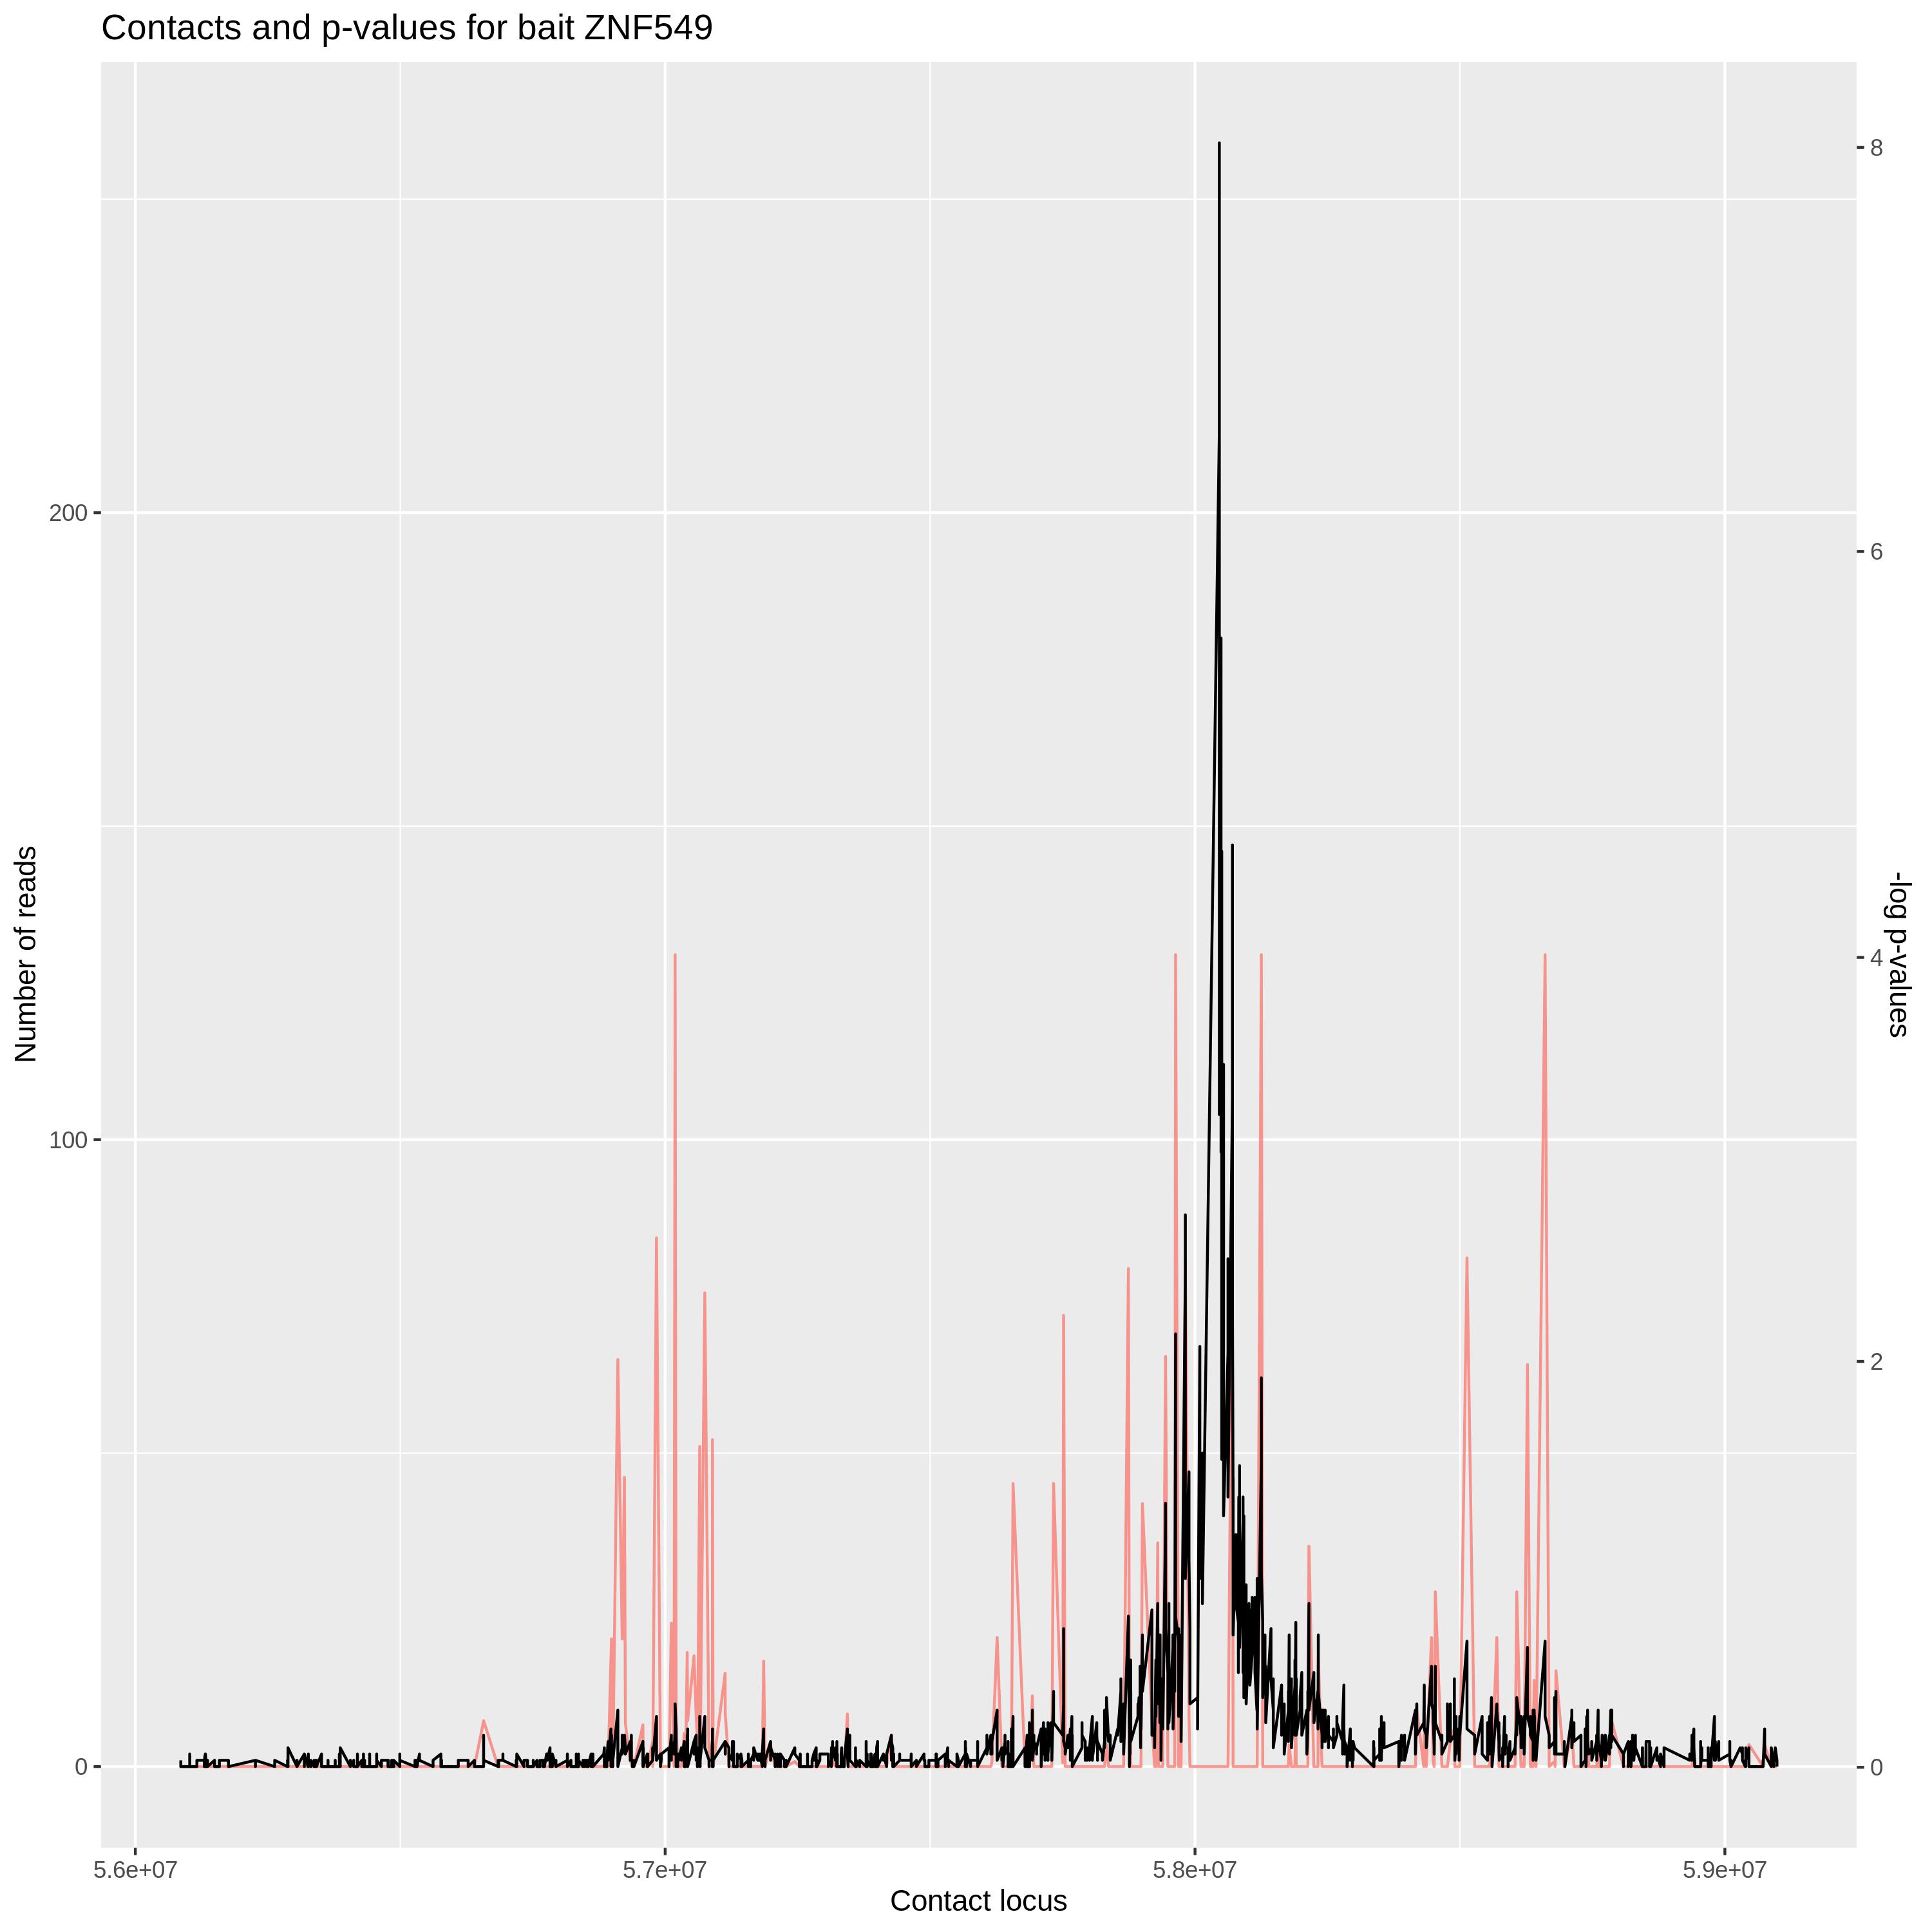 Contacts and p-values for bait ZNF549
Number of reads
200
100
0
-log p-values
8
6
4
2
0
5.6e+07
5.7e+07
5.8e+07
5.9e+07
Contact locus